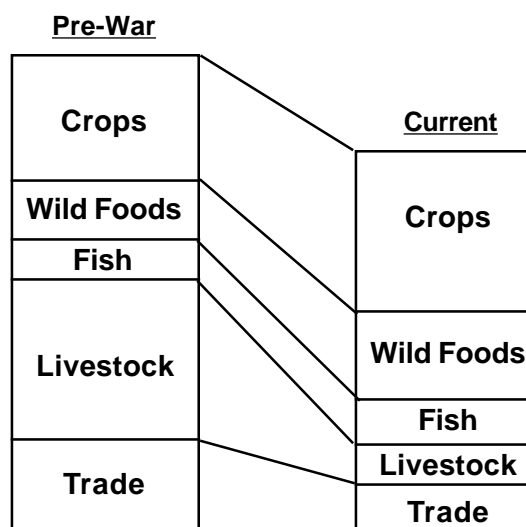 Pre-War
Crops
Wild Foods
Fish
Livestock
Trade
Current
Crops
Wild Foods
Fish
Livestock
Trade